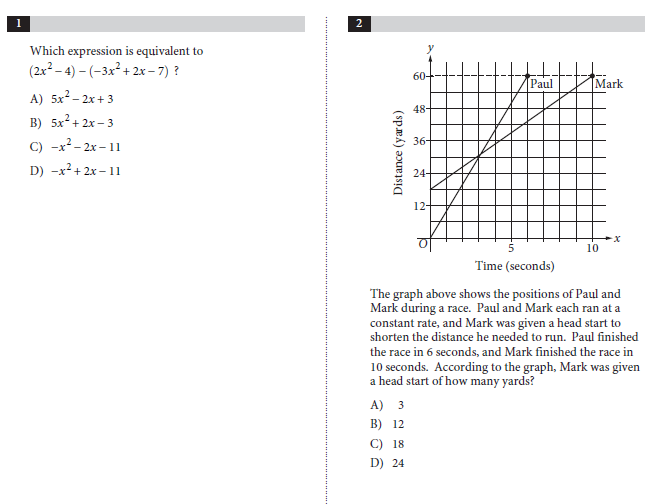 1
Which expression is equivalent to
(2x² – 4) – (–3x² + 2x – 7) ?
A) 5x² – 2x + 3
B) 5x² + 2x – 3
C) –x² – 2x – 11
D) –x² + 2x – 11
2
y
60
Paul
Mark
48
36
24
12
Distance (yards)
O
5
10
x
Time (seconds)
The graph above shows the positions of Paul and
Mark during a race. Paul and Mark each ran at a
constant rate, and Mark was given a head start to
shorten the distance he needed to run. Paul finished
the race in 6 seconds, and Mark finished the race in
10 seconds. According to the graph, Mark was given
a head start of how many yards?
A) 3
B) 12
C) 18
D) 24